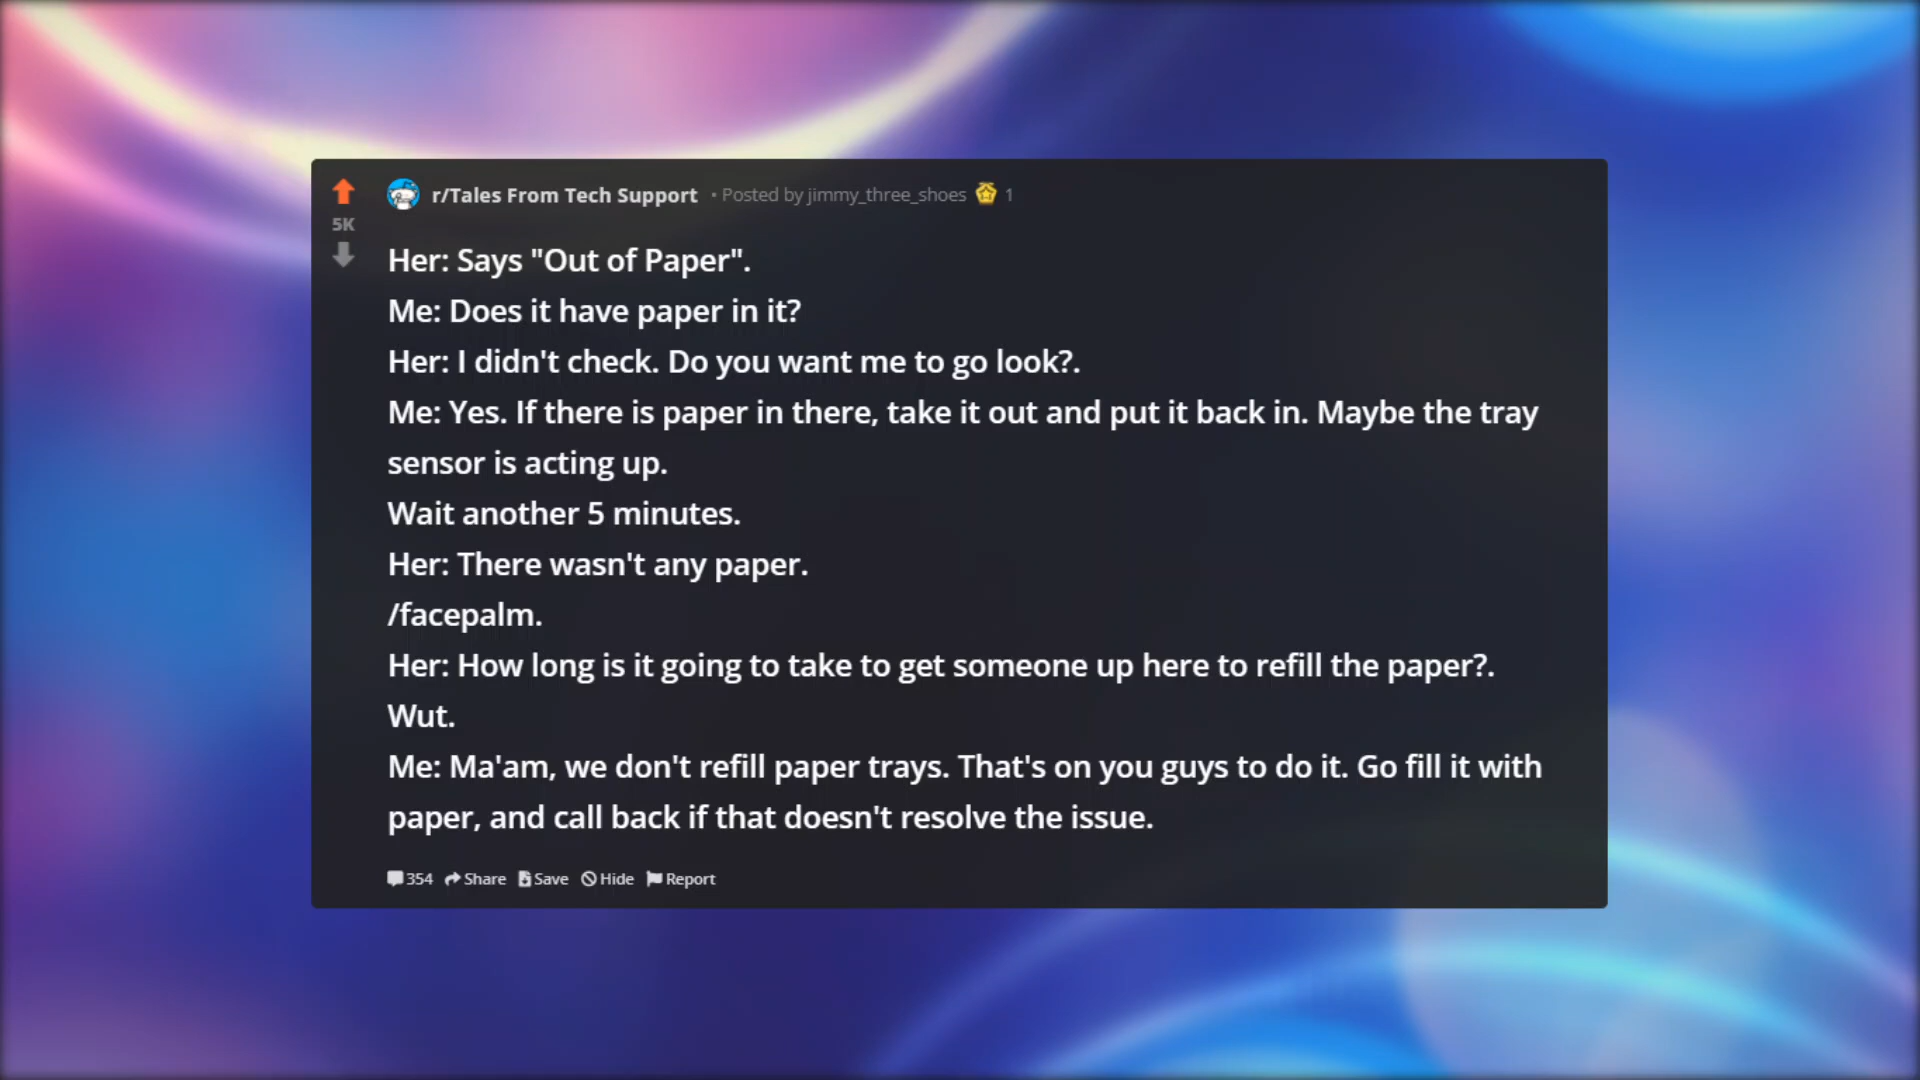 r/Tales From Tech Support • Posted by jimmy_three_shoes 1
5K
Her: Says "Out of Paper".
Me: Does it have paper in it?
Her: I didn't check. Do you want me to go look?.
Me: Yes. If there is paper in there, take it out and put it back in. Maybe the tray
sensor is acting up.
Wait another 5 minutes.
Her: There wasn't any paper.
/facepalm.
Her: How long is it going to take to get someone up here to refill the paper?.
Wut.
Me: Ma'am, we don't refill paper trays. That's on you guys to do it. Go fill it with
paper, and call back if that doesn't resolve the issue.
354 Share Save Hide Report